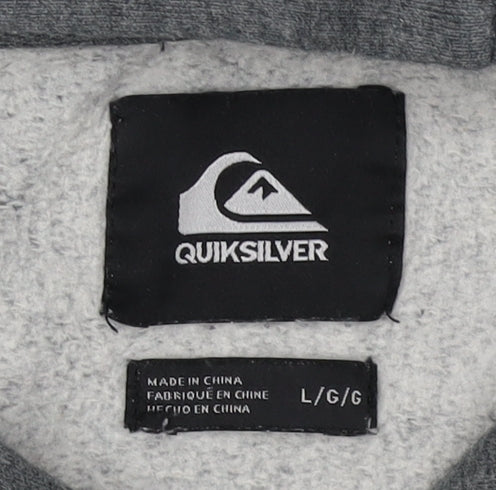 QUIKSILVER
MADE IN CHINA
FABRIQUÉ EN CHINE
HECHO EN CHINA
L/G/G